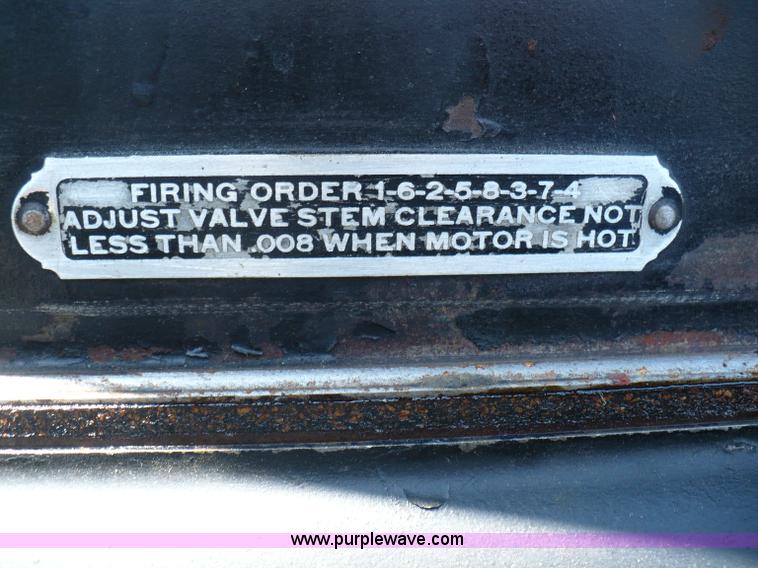 FIRING ORDER 1-6-2-5-8-3-7-4
ADJUST VALVE STEM CLEARANCE NOT
LESS THAN .008 WHEN MOTOR IS HOT.
www.purplewave.com